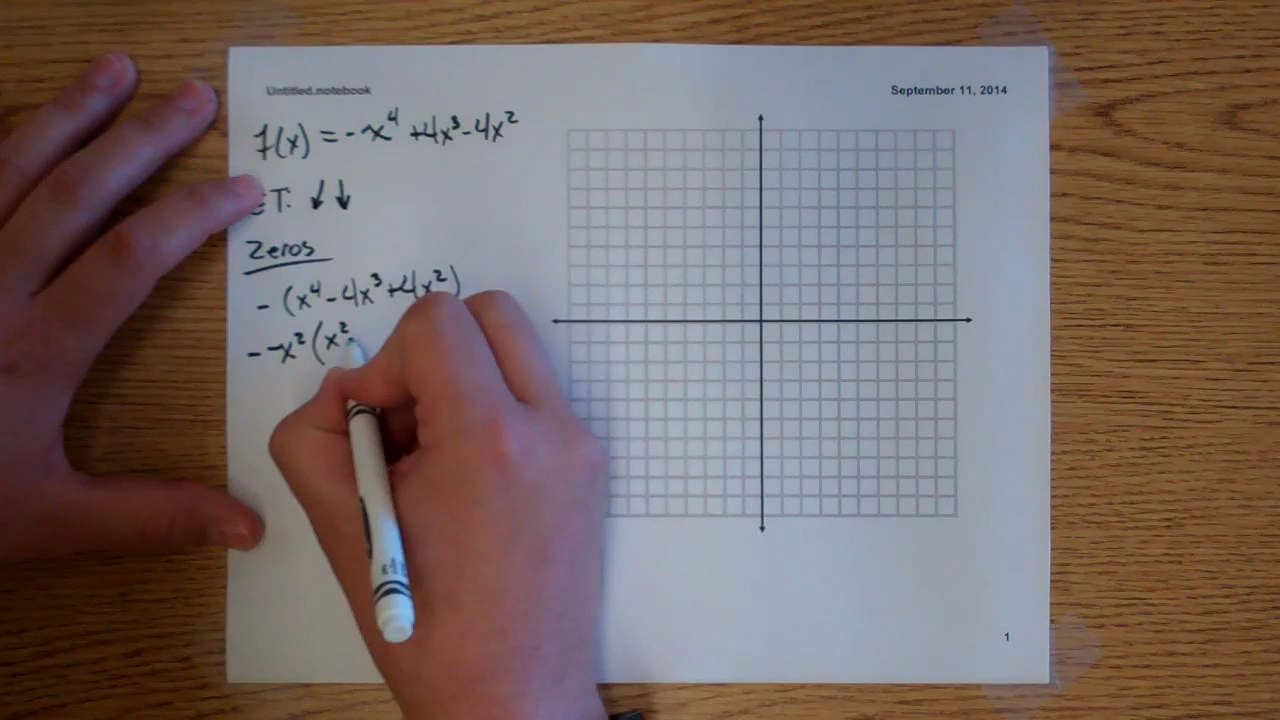 Untitled.notebook
September 11, 2014
f(x) = -x⁴ +4x³-4x²
ET: ↓↓
Zeros
- (x⁴-4x³+4x²)
- -x² (x²
1